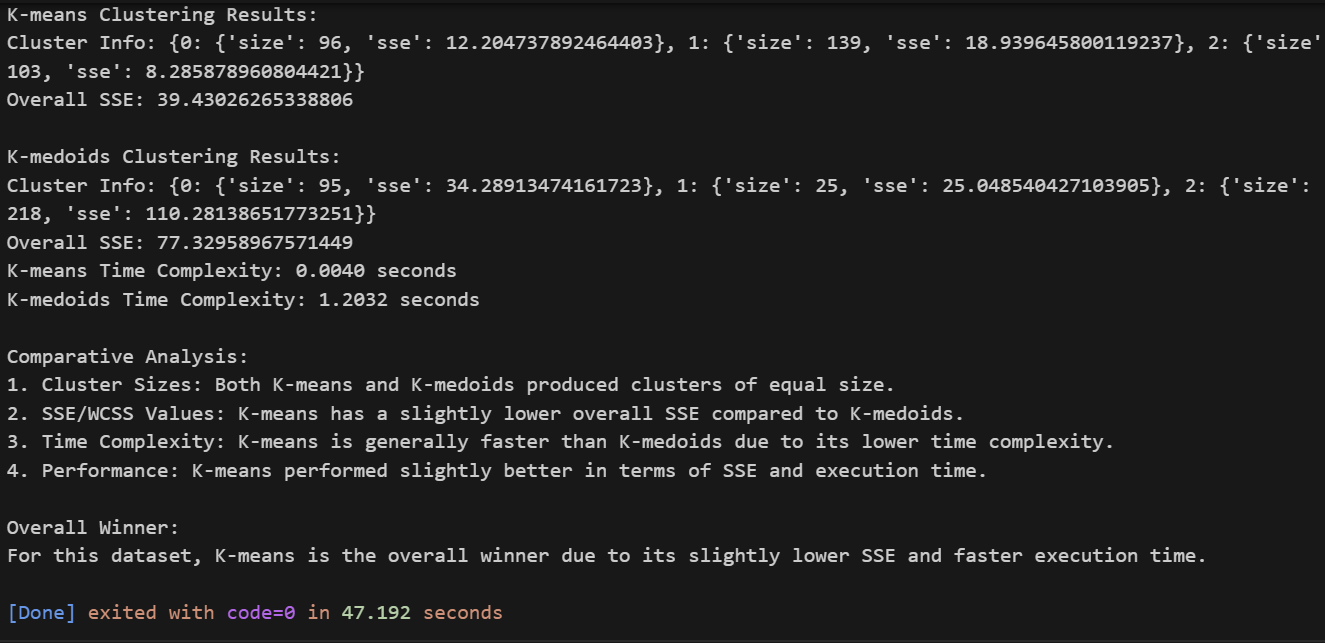 K-means Clustering Results:
Cluster Info: {0: {'size': 96, 'sse': 12.204737892464403}, 1: {'size': 139, 'sse': 18.939645800119237}, 2: {'size'
103, 'sse': 8.285878960804421}}
Overall SSE: 39.43026265338806

K-medoids Clustering Results:
Cluster Info: {0: {'size': 95, 'sse': 34.28913474161723}, 1: {'size': 25, 'sse': 25.048540427103905}, 2: {'size':
218, 'sse': 110.28138651773251}}
Overall SSE: 77.32958967571449
K-means Time Complexity: 0.0040 seconds
K-medoids Time Complexity: 1.2032 seconds

Comparative Analysis:
1. Cluster Sizes: Both K-means and K-medoids produced clusters of equal size.
2. SSE/WCSS Values: K-means has a slightly lower overall SSE compared to K-medoids.
3. Time Complexity: K-means is generally faster than K-medoids due to its lower time complexity.
4. Performance: K-means performed slightly better in terms of SSE and execution time.

Overall Winner:
For this dataset, K-means is the overall winner due to its slightly lower SSE and faster execution time.

[Done] exited with code=0 in 47.192 seconds